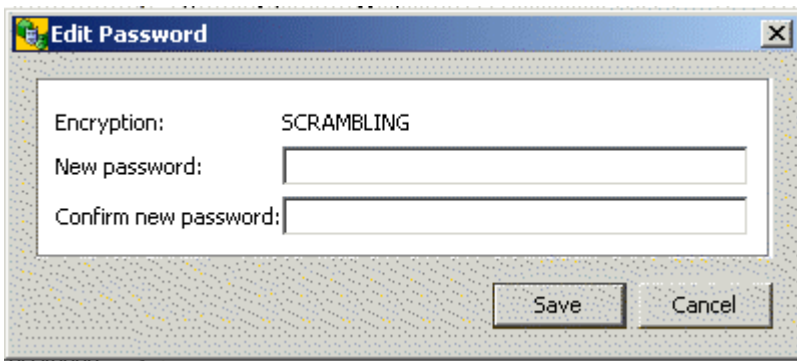 Edit Password
Encryption: SCRAMBLING
New password:
Confirm new password:
Save Cancel